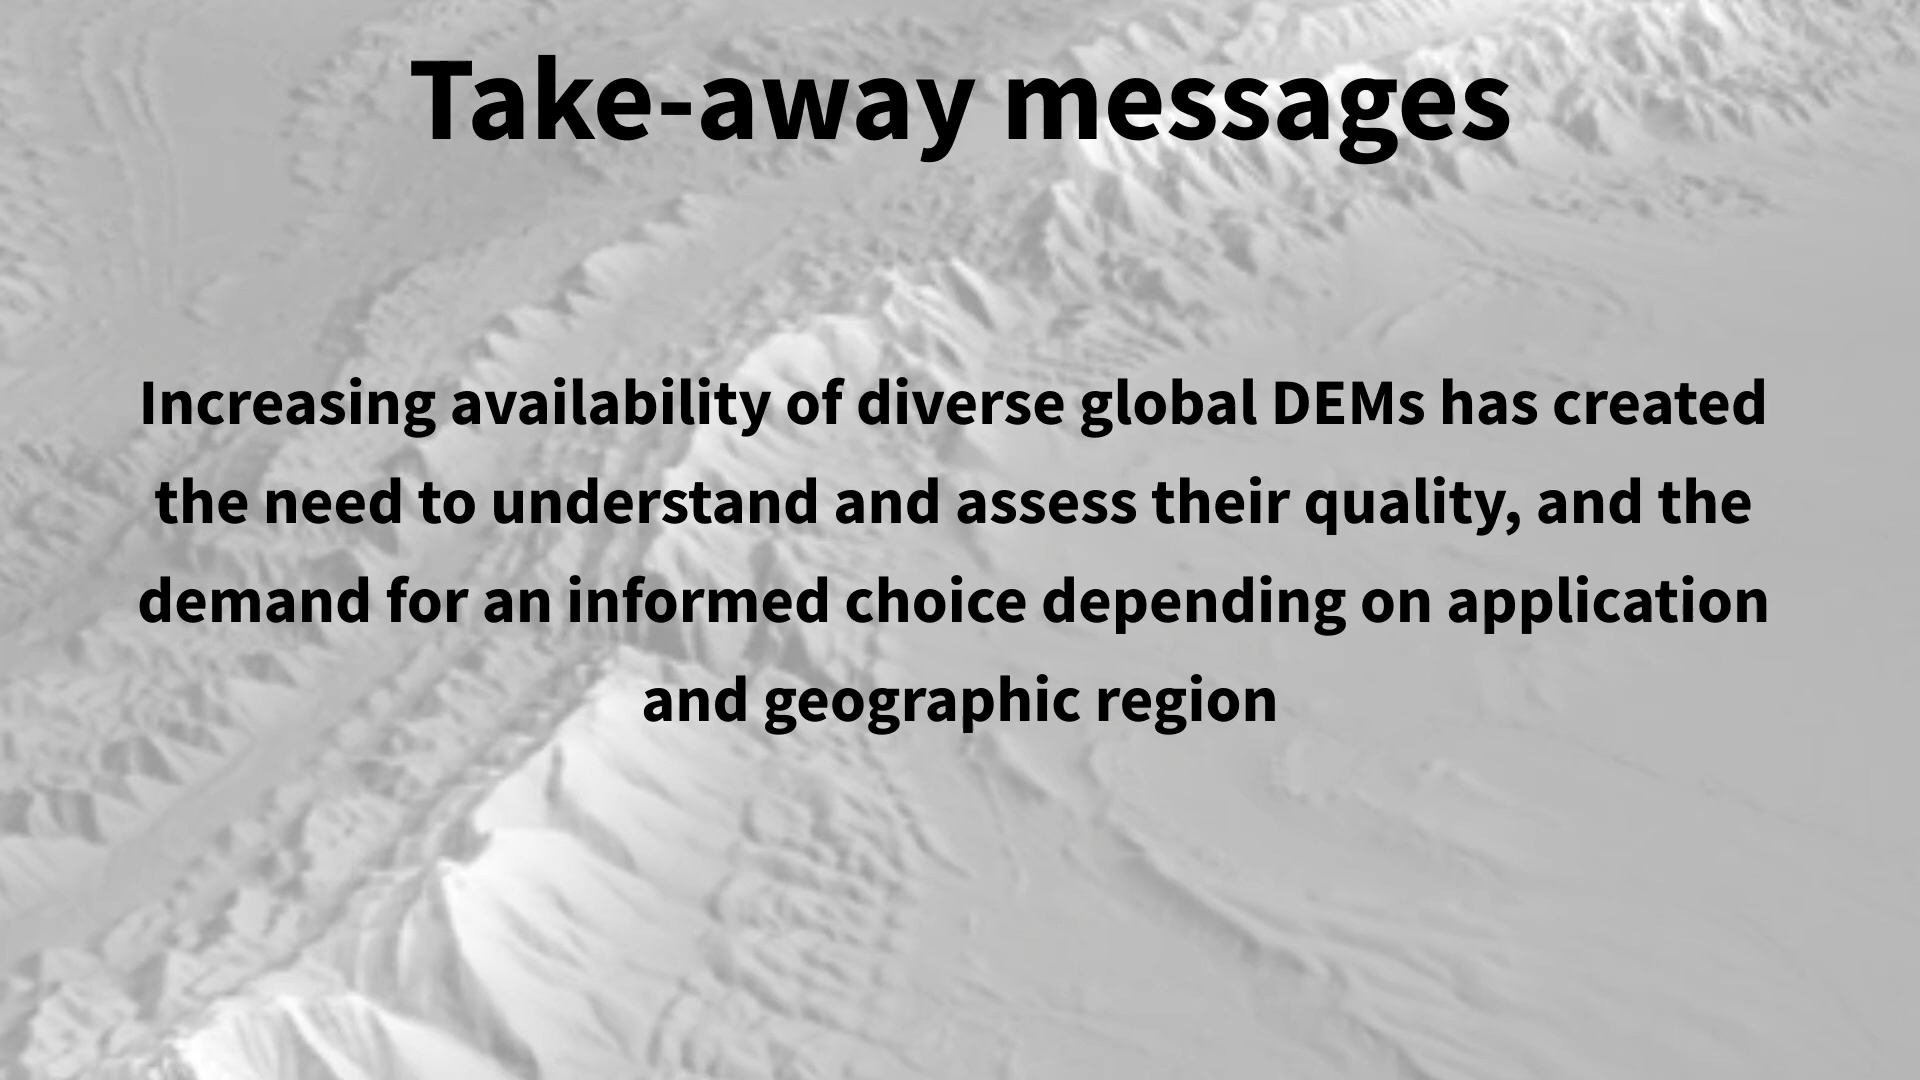 Take-away messages
Increasing availability of diverse global DEMs has created
the need to understand and assess their quality, and the
demand for an informed choice depending on application
and geographic region